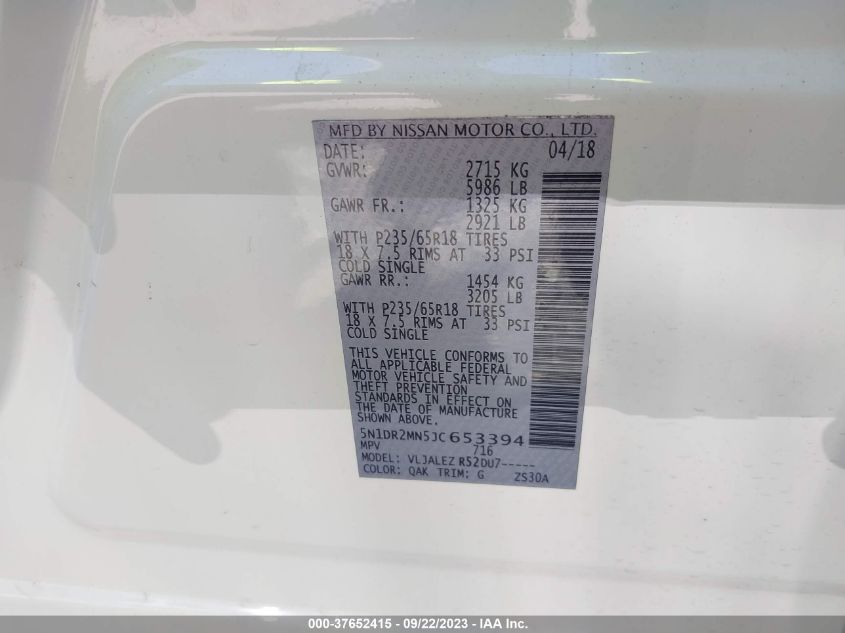 MFD BY NISSAN MOTOR CO., LTD.
DATE: 04/18
GVWR: 2715 KG
5986 LB
GAWR FR.: 1325 KG
2921 LB
WITH P235/65R18 TIRES
18 X 7.5 RIMS AT 33 PSI
COLD SINGLE
GAWR RR.: 1454 KG
3205 LB
WITH P235/65R18 TIRES
18 X 7.5 RIMS AT 33 PSI
COLD SINGLE
THIS VEHICLE CONFORMS TO
ALL APPLICABLE FEDERAL
MOTOR VEHICLE SAFETY AND
THEFT PREVENTION
STANDARDS IN EFFECT ON
THE DATE OF MANUFACTURE
SHOWN ABOVE.
5N1DR2MN5JC653394
MPV 716
MODEL: VLJALEZ R52DU7-----
COLOR: QAK TRIM: G ZS30A
000-37652415 - 09/22/2023 - IAA Inc.